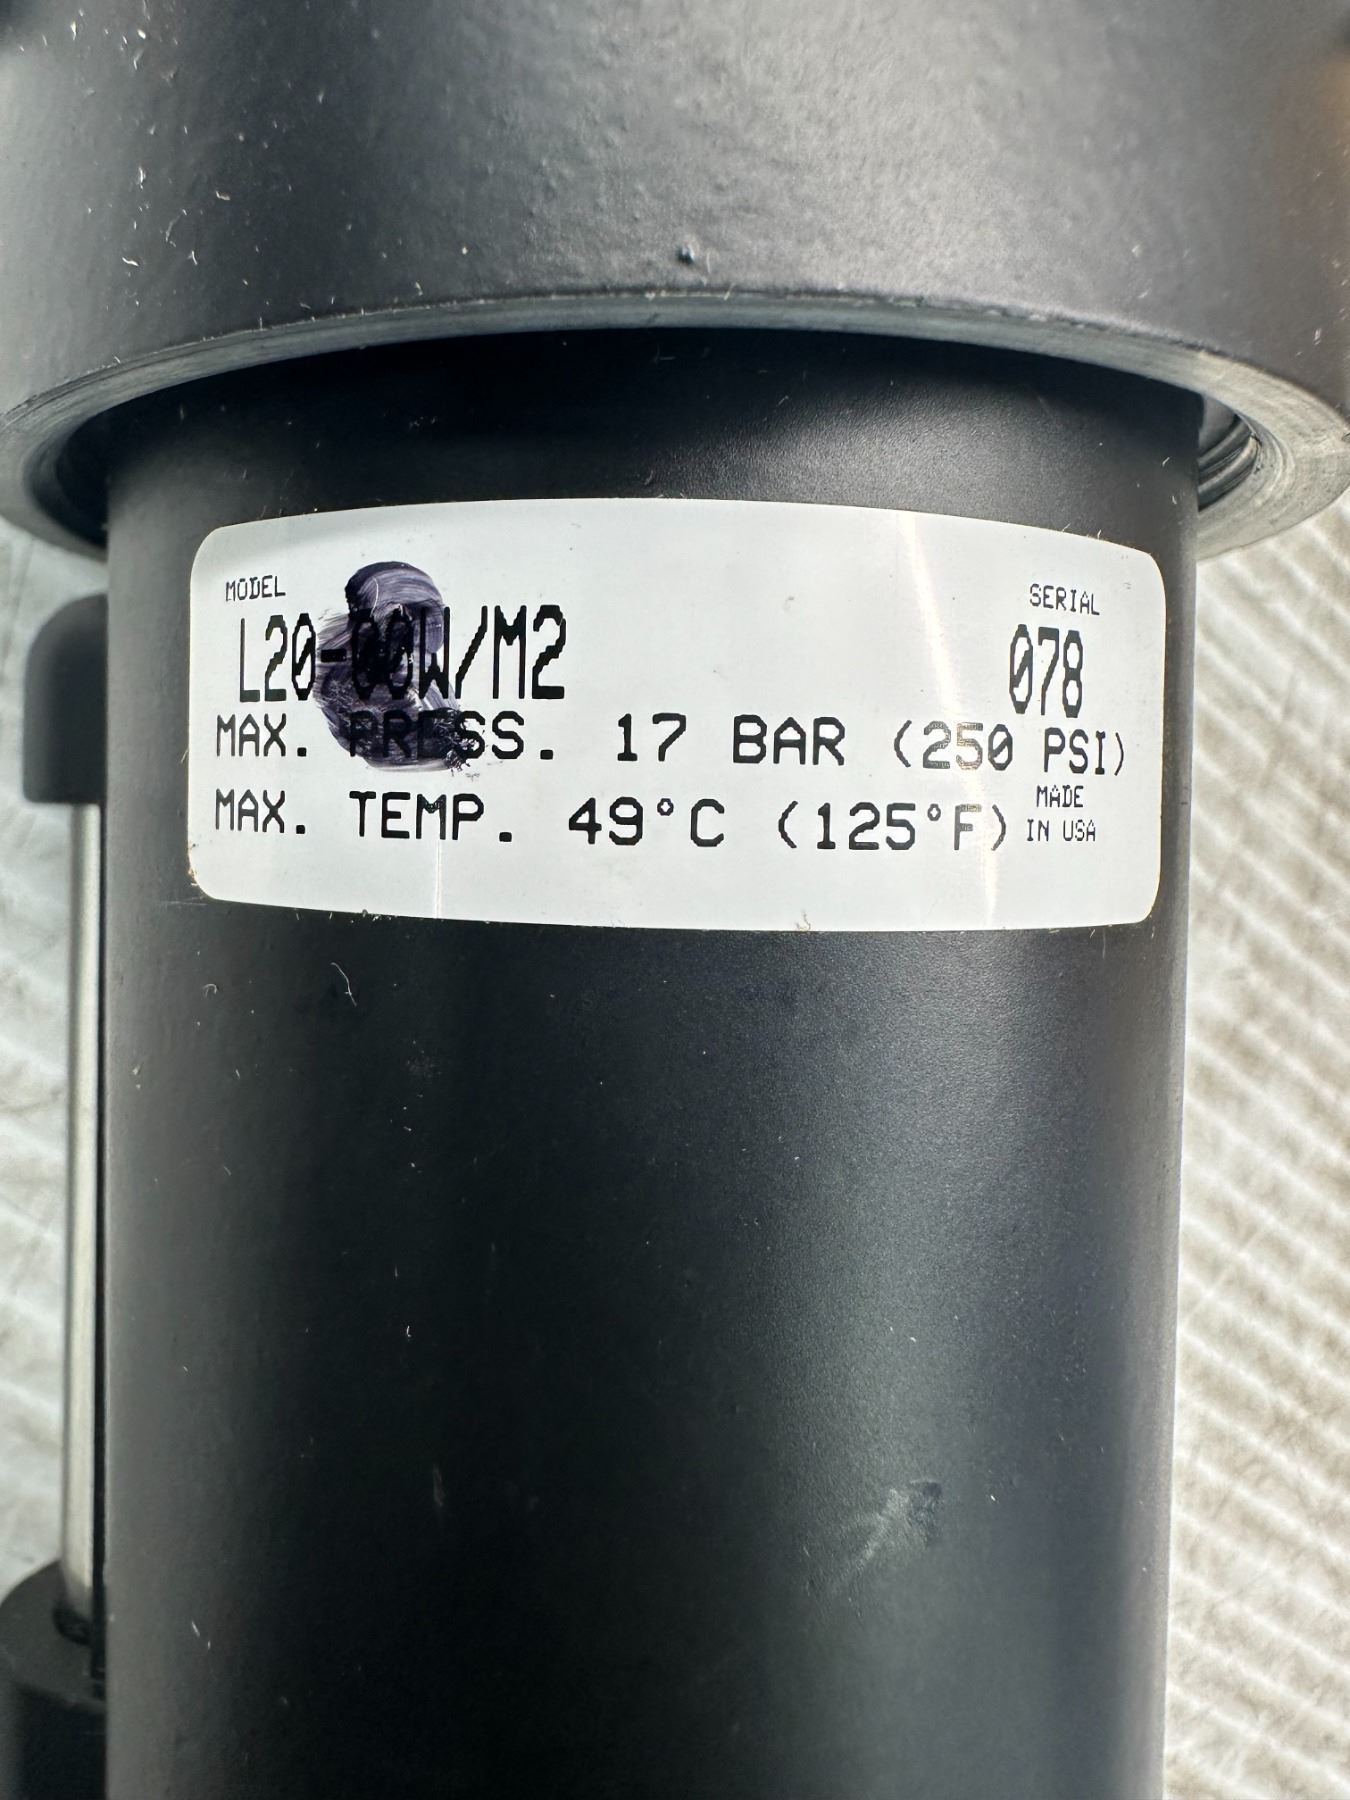 MODEL
SERIAL
L20-00W/M2
078
MAX. PRESS. 17 BAR (250 PSI)
MAX. TEMP. 49°C (125°F)
MADE
IN USA